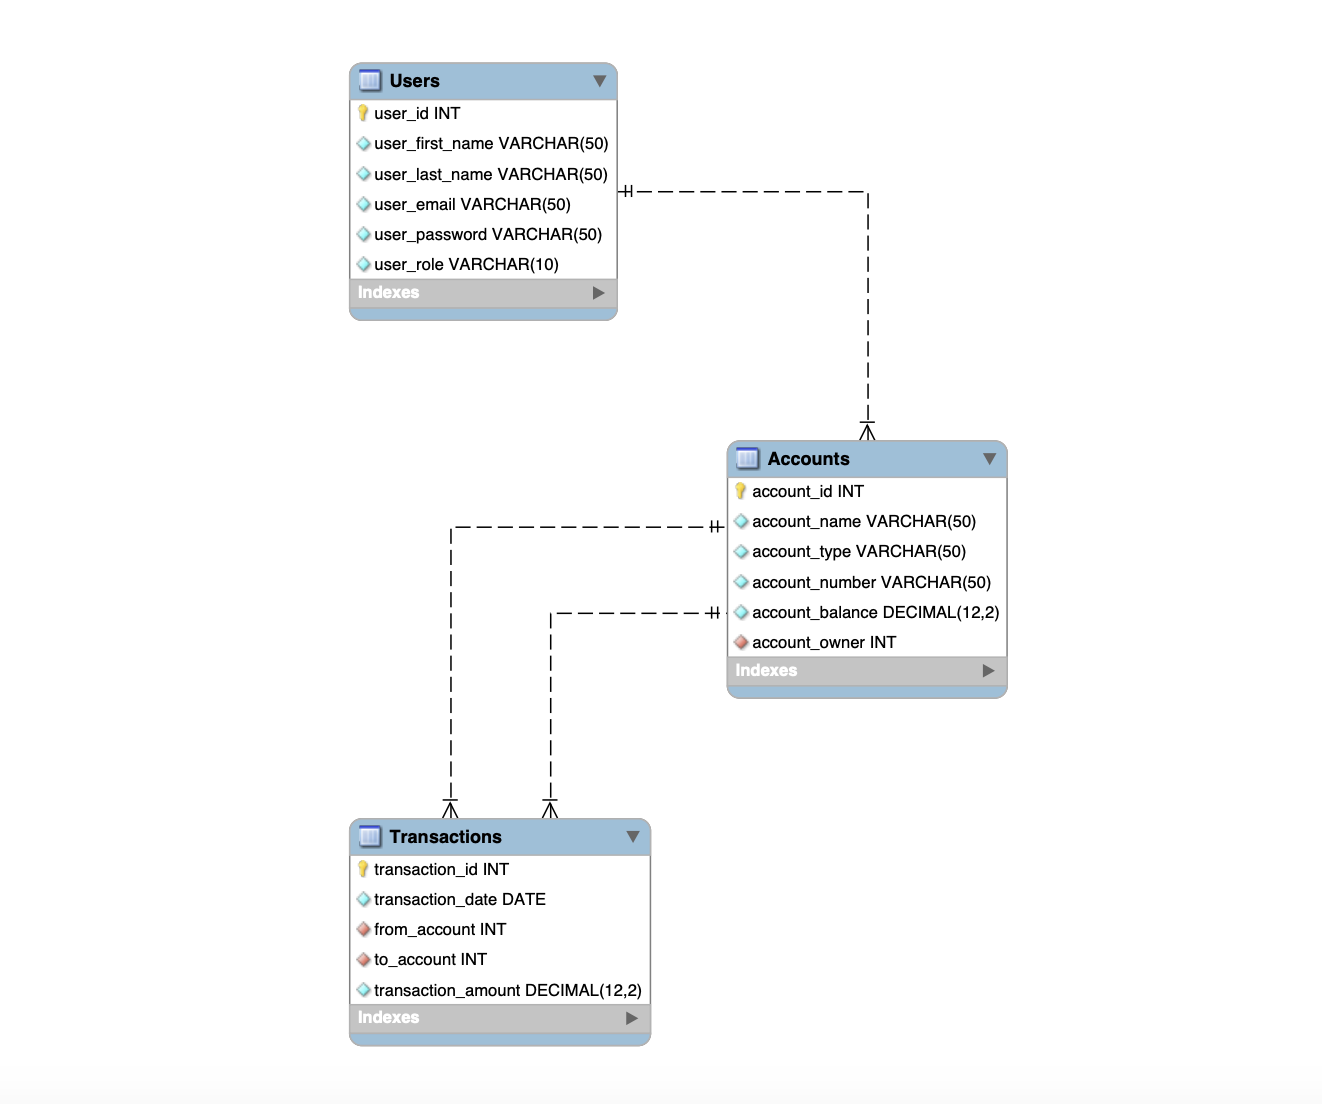 Users
user_id INT
user_first_name VARCHAR(50)
user_last_name VARCHAR(50)
user_email VARCHAR(50)
user_password VARCHAR(50)
user_role VARCHAR(10)
Indexes
Accounts
account_id INT
account_name VARCHAR(50)
account_type VARCHAR(50)
account_number VARCHAR(50)
account_balance DECIMAL(12,2)
account_owner INT
Indexes
Transactions
transaction_id INT
transaction_date DATE
from_account INT
to_account INT
transaction_amount DECIMAL(12,2)
Indexes